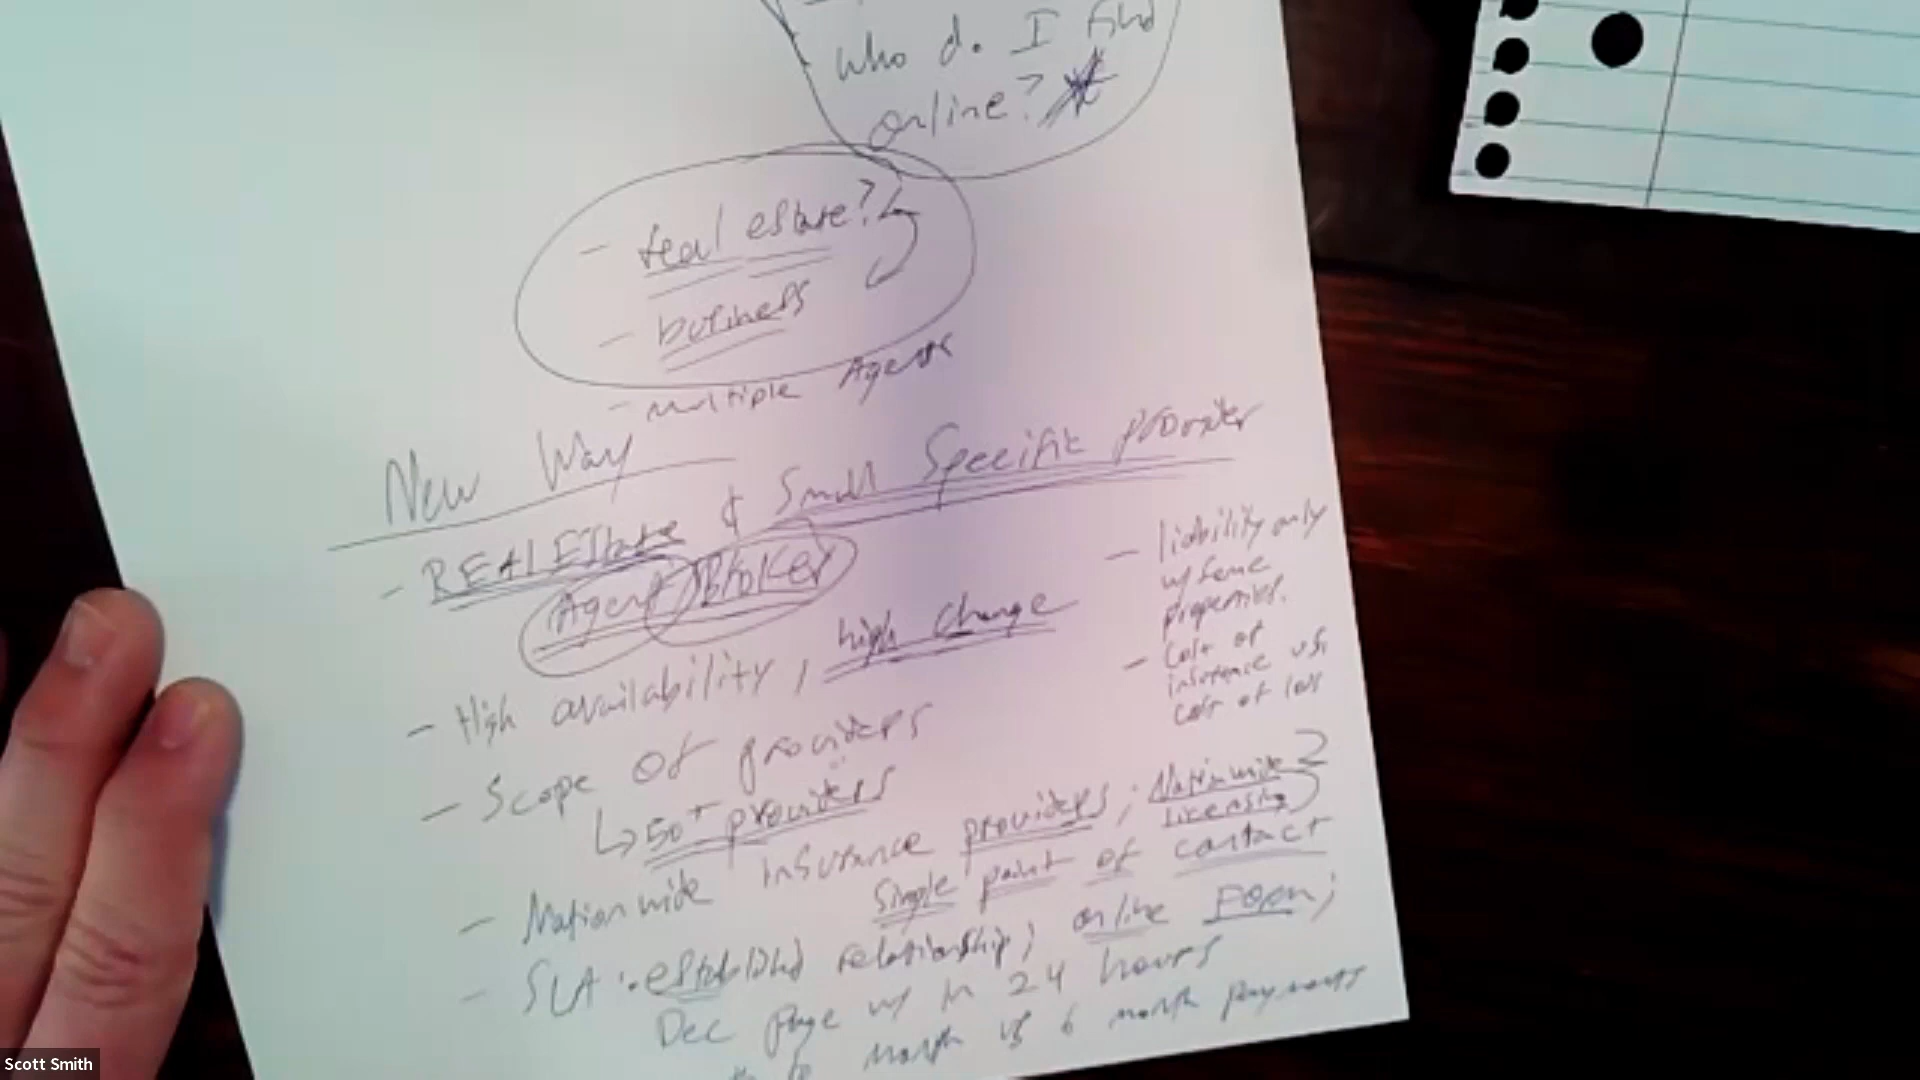 Who do I find
online?
- real estate?
- business
- multiple Agents
New Way
- REAL EState & Small Specific provider
Agent Broker
- High availability, high change
- liability only
w/ some
properties.
- Cost of
insurance vs.
cost of loss
- Scope of providers
↳ 50+ providers
- Nationwide insurance providers; Nationwide
licensing
Single point of contact
- SLA: established relationship; online
Dec page w/in 24 hours
month vs 6 month payments
Scott Smith